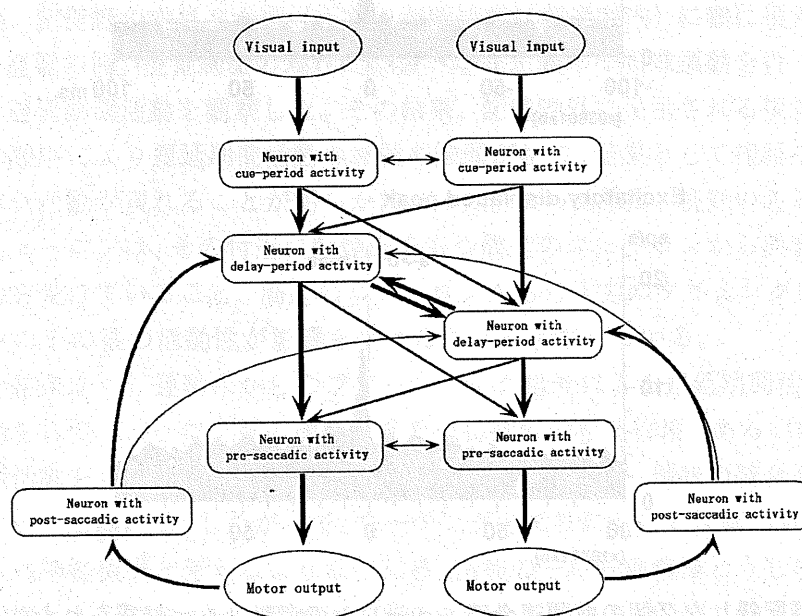 Visual input
Visual input
Neuron with
cue-period activity
Neuron with
cue-period activity
Neuron with
delay-period activity
Neuron with
delay-period activity
Neuron with
pre-saccadic activity
Neuron with
pre-saccadic activity
Neuron with
post-saccadic activity
Neuron with
post-saccadic activity
Motor output
Motor output